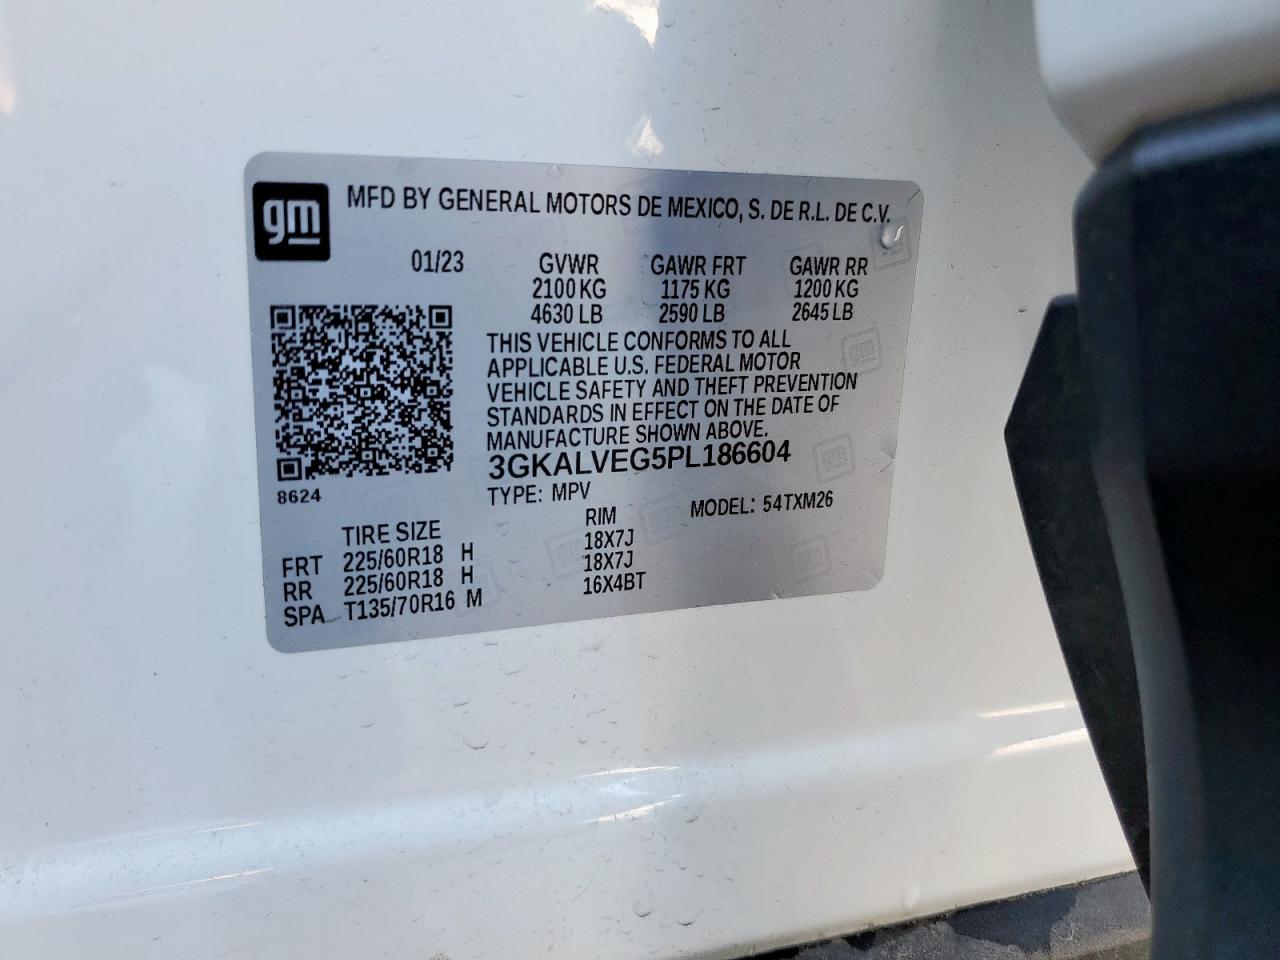 gm
MFD BY GENERAL MOTORS DE MEXICO, S. DE R.L. DE C.V.
01/23 GVWR GAWR FRT GAWR RR
2100 KG 1175 KG 1200 KG
4630 LB 2590 LB 2645 LB
THIS VEHICLE CONFORMS TO ALL
APPLICABLE U.S. FEDERAL MOTOR
VEHICLE SAFETY AND THEFT PREVENTION
STANDARDS IN EFFECT ON THE DATE OF
MANUFACTURE SHOWN ABOVE.
3GKALVEG5PL186604
8624
TYPE: MPV MODEL: 54TXM26
TIRE SIZE RIM
FRT 225/60R18 H 18X7J
RR 225/60R18 H 18X7J
SPA T135/70R16 M 16X4BT